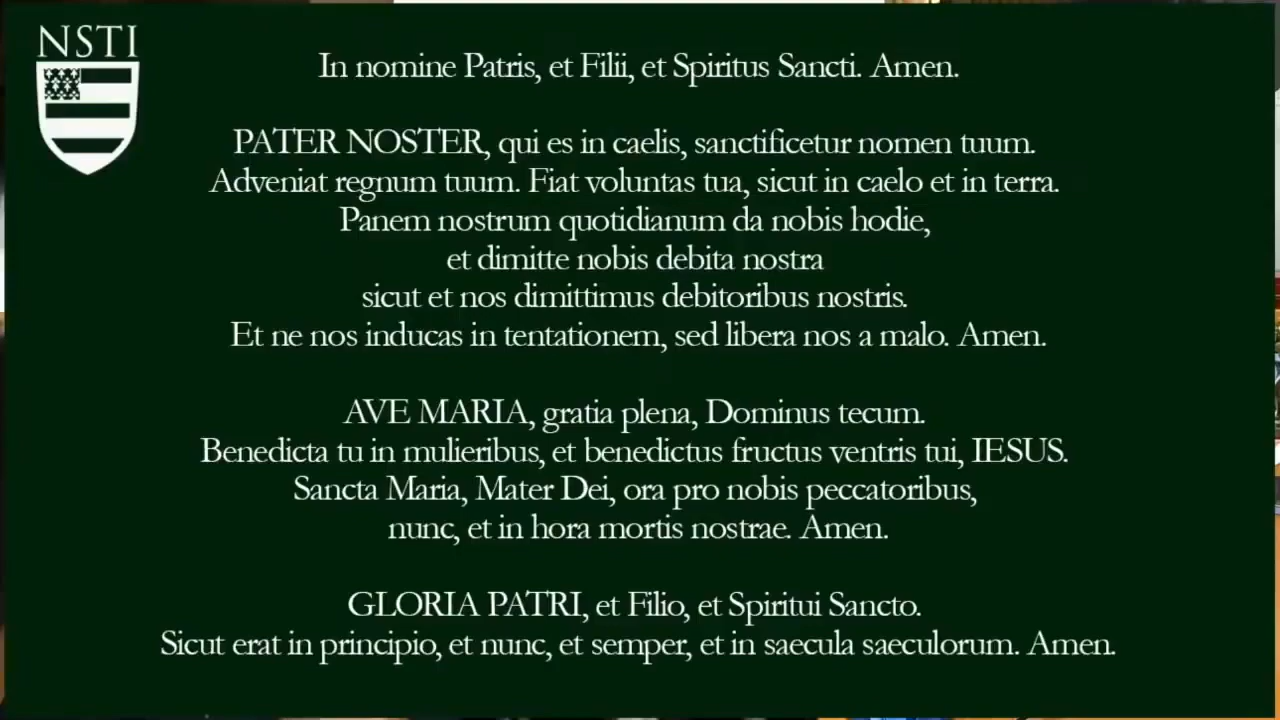 NSTI
In nomine Patris, et Filii, et Spiritus Sancti. Amen.
PATER NOSTER, qui es in caelis, sanctificetur nomen tuum.
Adveniat regnum tuum. Fiat voluntas tua, sicut in caelo et in terra.
Panem nostrum quotidianum da nobis hodie,
et dimitte nobis debita nostra
sicut et nos dimittimus debitoribus nostris.
Et ne nos inducas in tentationem, sed libera nos a malo. Amen.
AVE MARIA, gratia plena, Dominus tecum.
Benedicta tu in mulieribus, et benedictus fructus ventris tui, IESUS.
Sancta Maria, Mater Dei, ora pro nobis peccatoribus,
nunc, et in hora mortis nostrae. Amen.
GLORIA PATRI, et Filio, et Spiritui Sancto.
Sicut erat in principio, et nunc, et semper, et in saecula saeculorum. Amen.